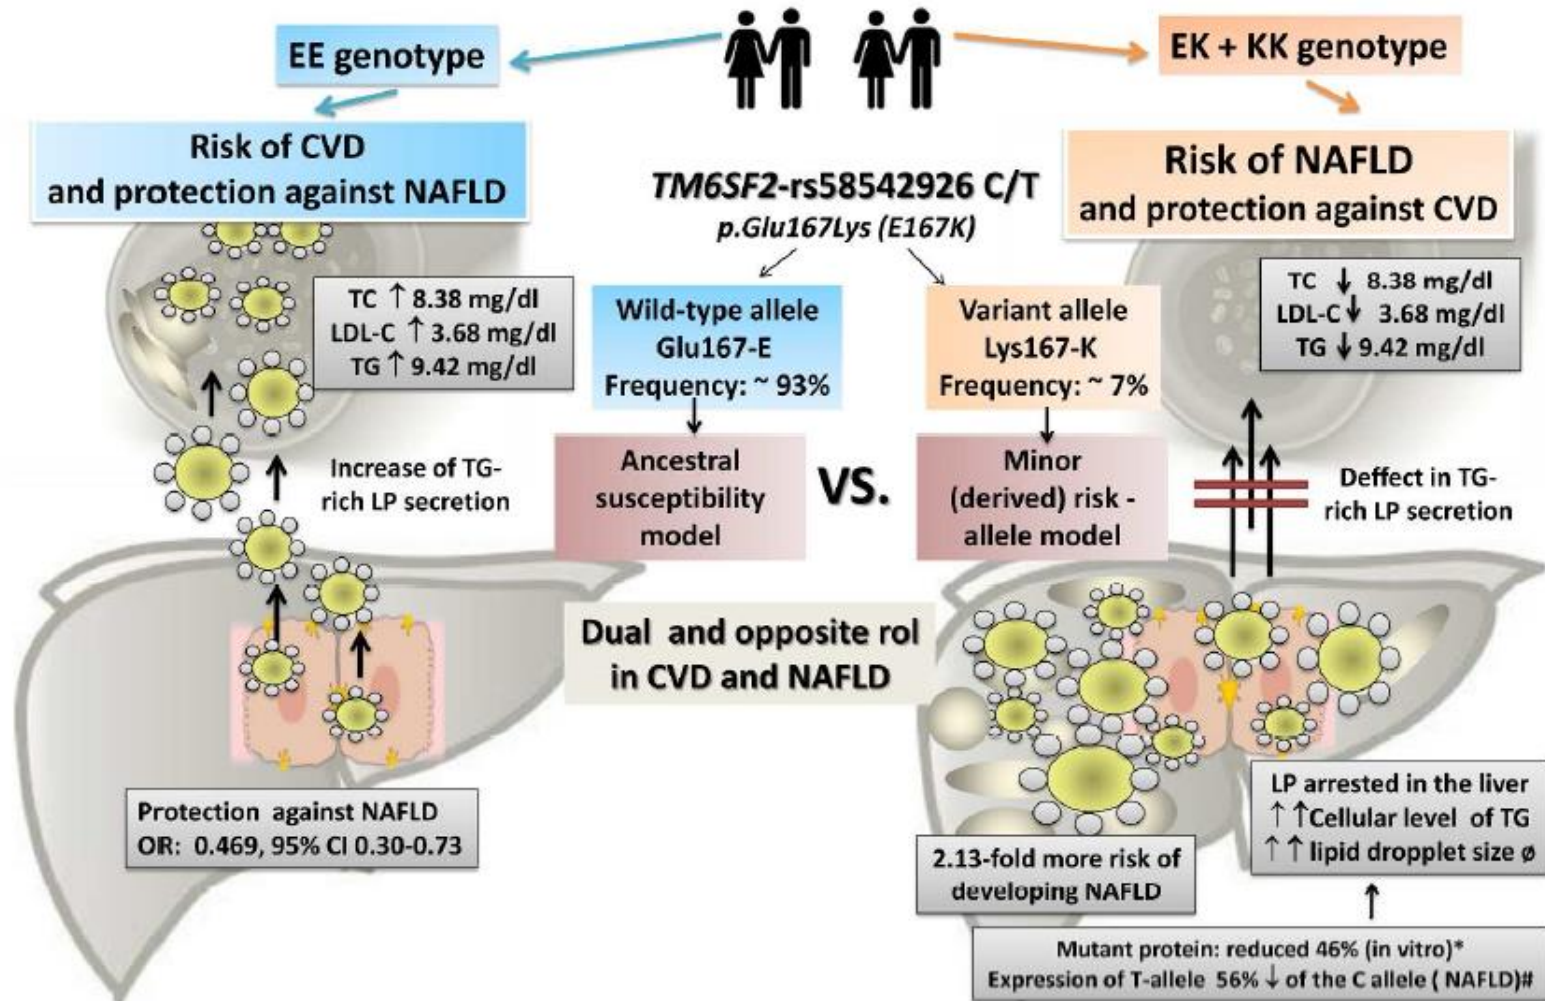 EE genotype
EK + KK genotype
Risk of CVD
and protection against NAFLD
Risk of NAFLD
and protection against CVD
TM6SF2-rs58542926 C/T
p.Glu167Lys (E167K)
TC ↑ 8.38 mg/dl
LDL-C ↑ 3.68 mg/dl
TG ↑ 9.42 mg/dl
Wild-type allele
Glu167-E
Frequency: ~ 93%
Variant allele
Lys167-K
Frequency: ~ 7%
TC ↓ 8.38 mg/dl
LDL-C ↓ 3.68 mg/dl
TG ↓ 9.42 mg/dl
Increase of TG-
rich LP secretion
Ancestral
susceptibility
model
VS.
Minor
(derived) risk -
allele model
Deffect in TG-
rich LP secretion
Dual and opposite rol
in CVD and NAFLD
Protection against NAFLD
OR: 0.469, 95% CI 0.30-0.73
2.13-fold more risk of
developing NAFLD
LP arrested in the liver
↑ ↑Cellular level of TG
↑ ↑ lipid dropplet size ø
Mutant protein: reduced 46% (in vitro)*
Expression of T-allele 56% ↓ of the C allele ( NAFLD)#